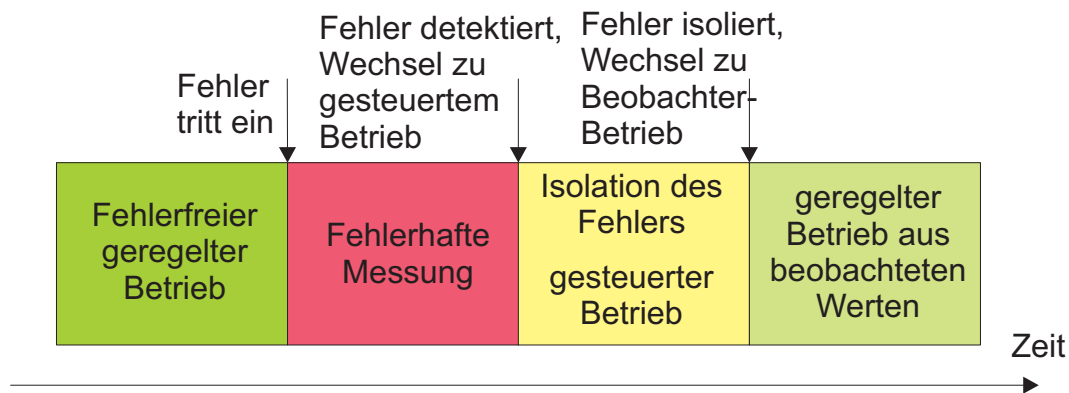 Fehler
tritt ein
Fehler detektiert,
Wechsel zu
gesteuertem
Betrieb
Fehler isoliert,
Wechsel zu
Beobachter-
Betrieb
Fehlerfreier
geregelter
Betrieb
Fehlerhafte
Messung
Isolation des
Fehlers
gesteuerter
Betrieb
geregelter
Betrieb aus
beobachteten
Werten
Zeit